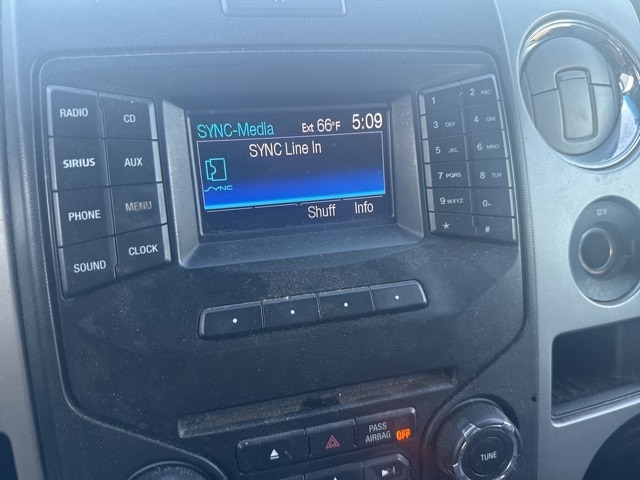 RADIO
CD
SIRIUS
AUX
PHONE
MENU
SOUND
CLOCK
SYNC-Media Ext 66°F 5:09
SYNC Line In
SYNC
Shuff Info
1 2 ABC
3 DEF 4 GHI
5 JKL 6 MNO
7 PQRS 8 TUV
9 WXYZ 0
* #
12V
PASS
AIRBAG OFF
TUNE